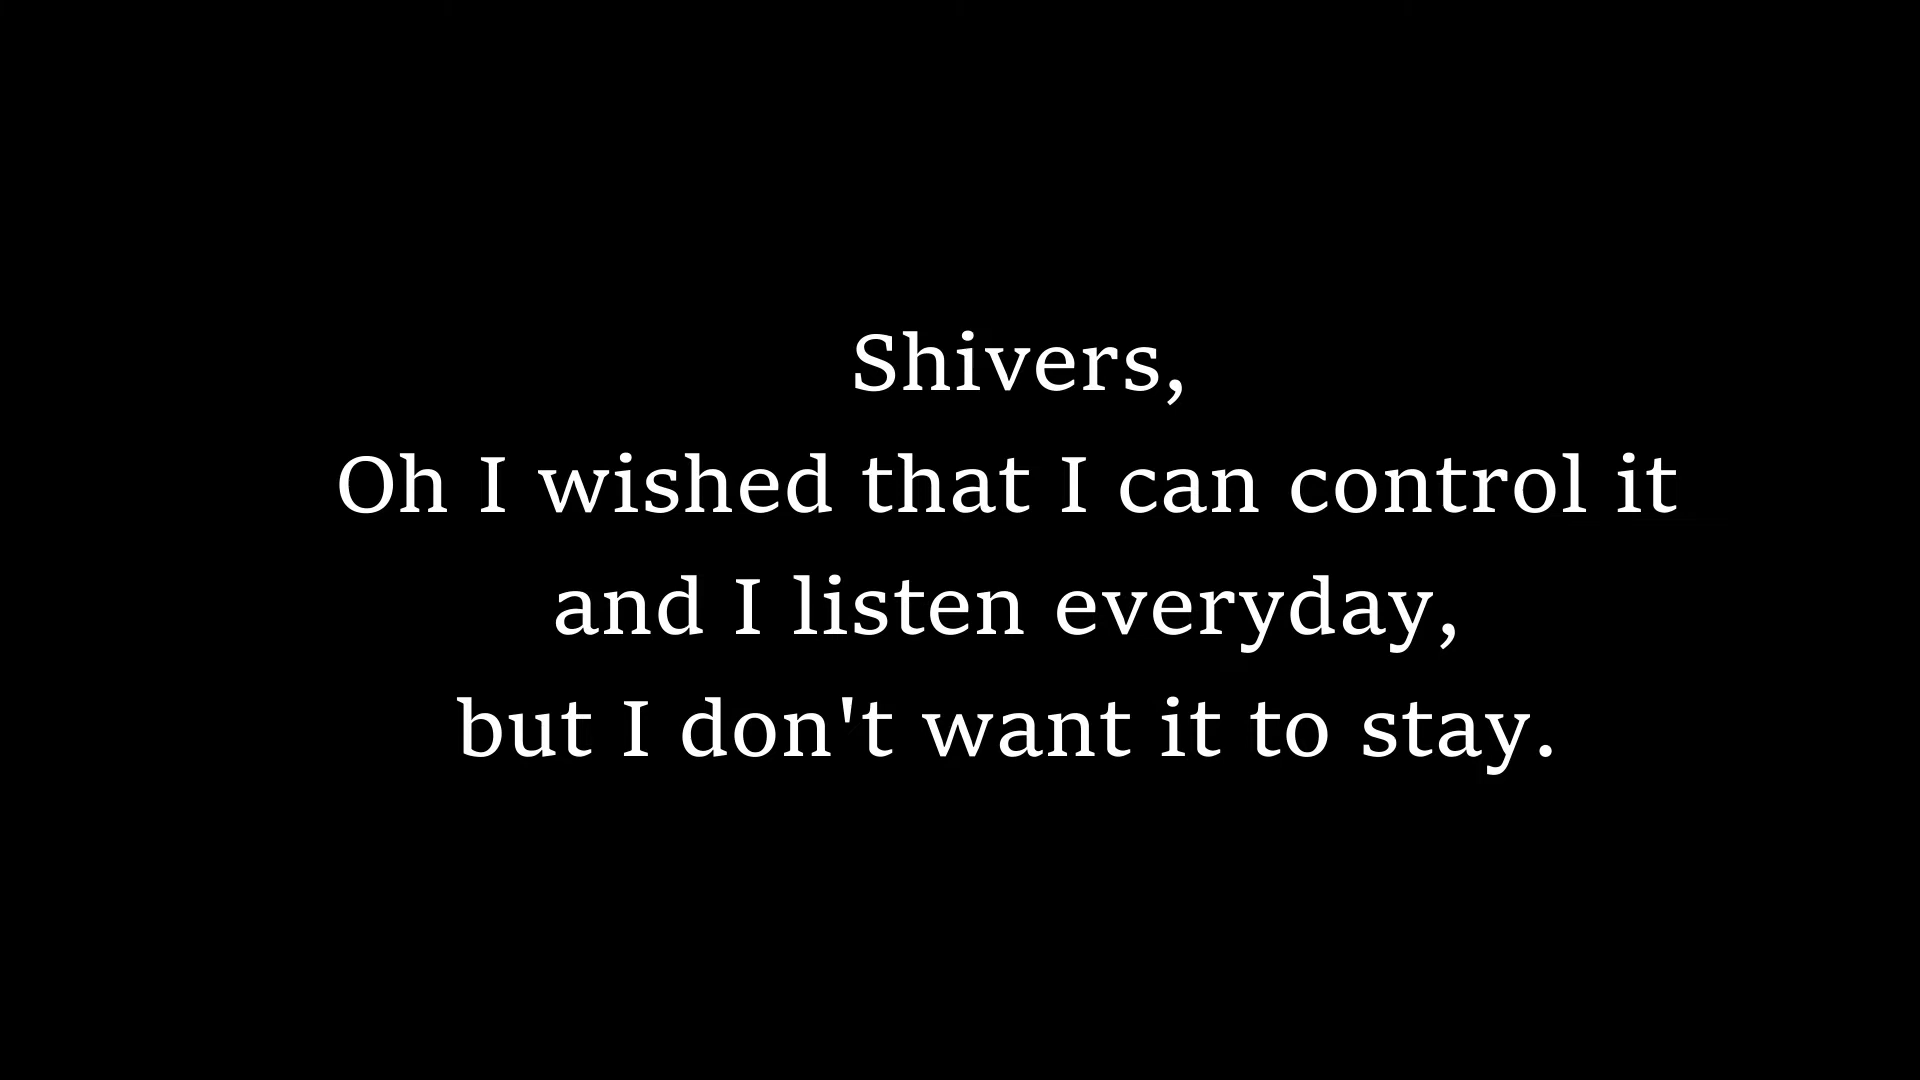 Shivers,
Oh I wished that I can control it
and I listen everyday,
but I don't want it to stay.